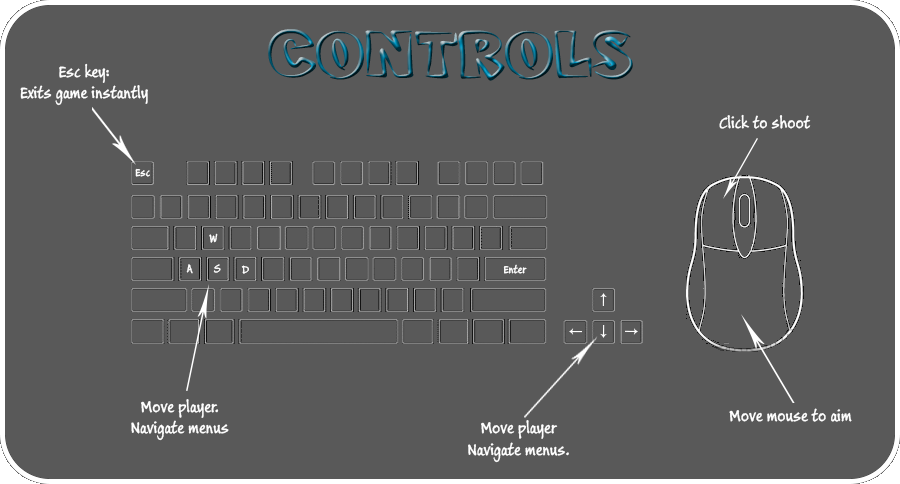 CONTROLS
Esc key:
Exits game instantly
Click to shoot
Esc
W
A S D Enter
↑
← ↓ →
Move player.
Navigate menus
Move player
Navigate menus.
Move mouse to aim